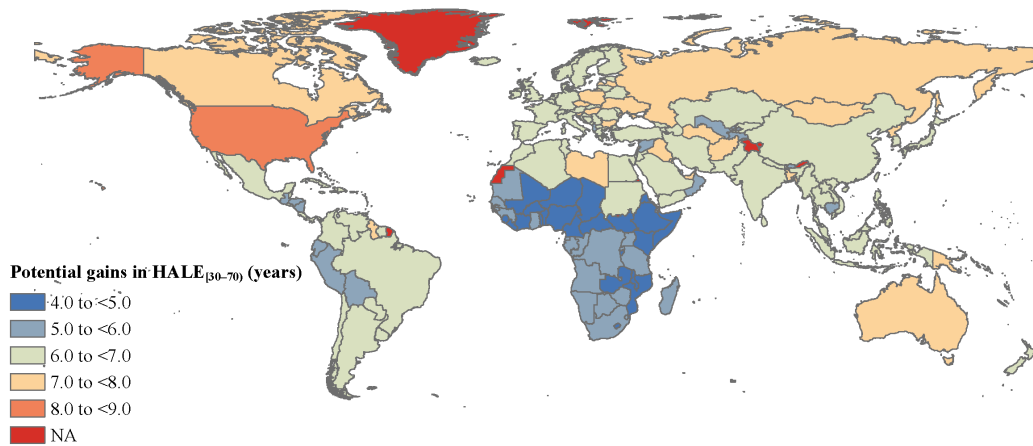 Potential gains in HALE[30–70) (years)
4.0 to <5.0
5.0 to <6.0
6.0 to <7.0
7.0 to <8.0
8.0 to <9.0
NA